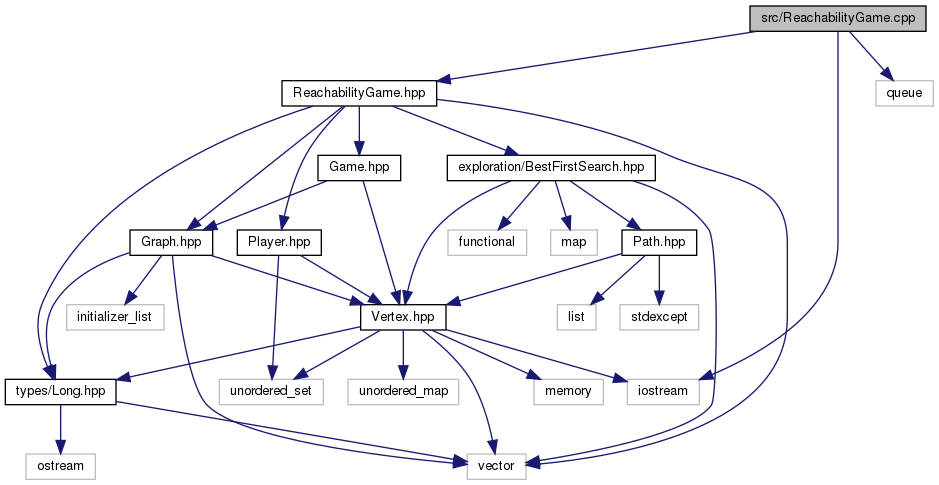 src/ReachabilityGame.cpp
ReachabilityGame.hpp
queue
Game.hpp
exploration/BestFirstSearch.hpp
Graph.hpp
Player.hpp
functional
map
Path.hpp
initializer_list
Vertex.hpp
list
stdexcept
types/Long.hpp
unordered_set
unordered_map
memory
iostream
ostream
vector